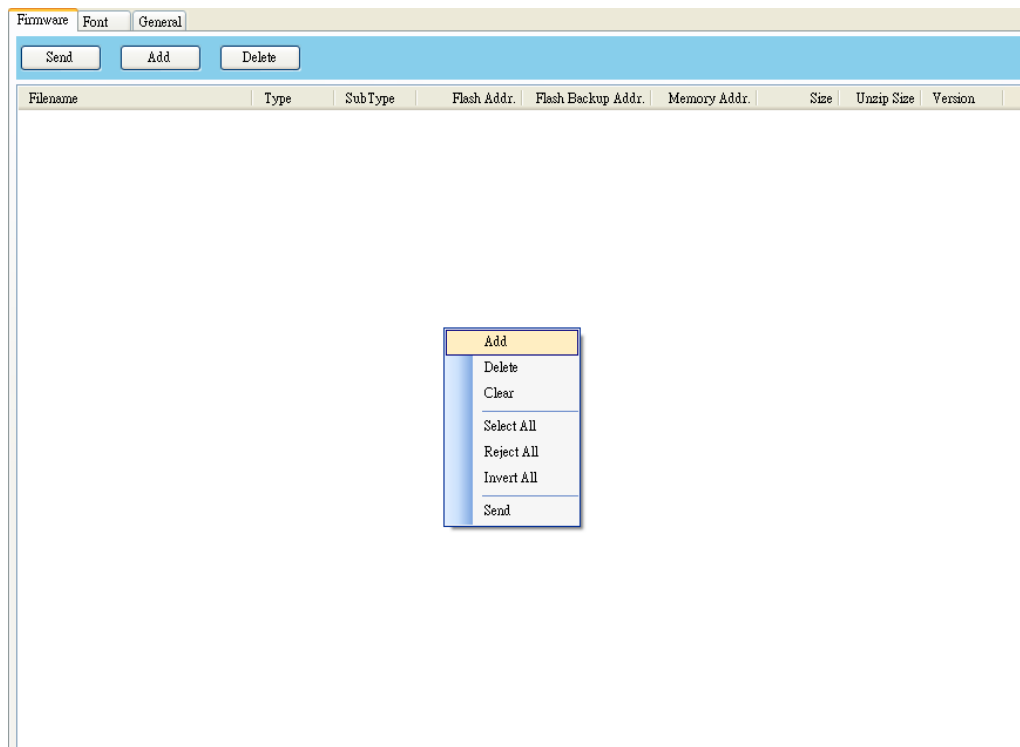 Firmware Font General
Send Add Delete
Filename Type SubType Flash Addr. Flash Backup Addr. Memory Addr. Size Unzip Size Version
Add
Delete
Clear
Select All
Reject All
Invert All
Send